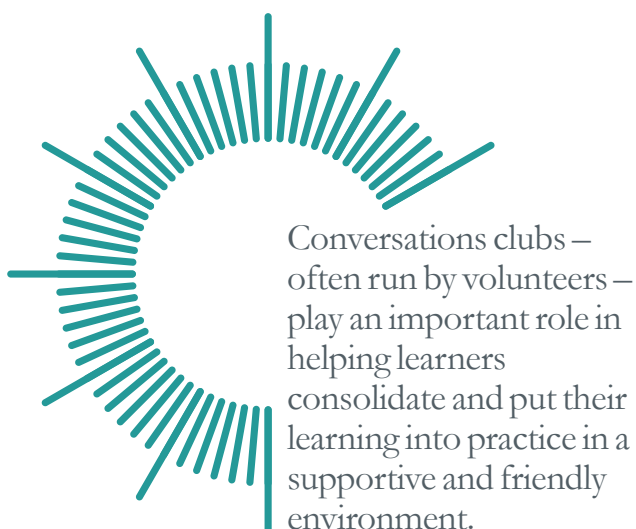 Conversations clubs –
often run by volunteers –
play an important role in
helping learners
consolidate and put their
learning into practice in a
supportive and friendly
environment.